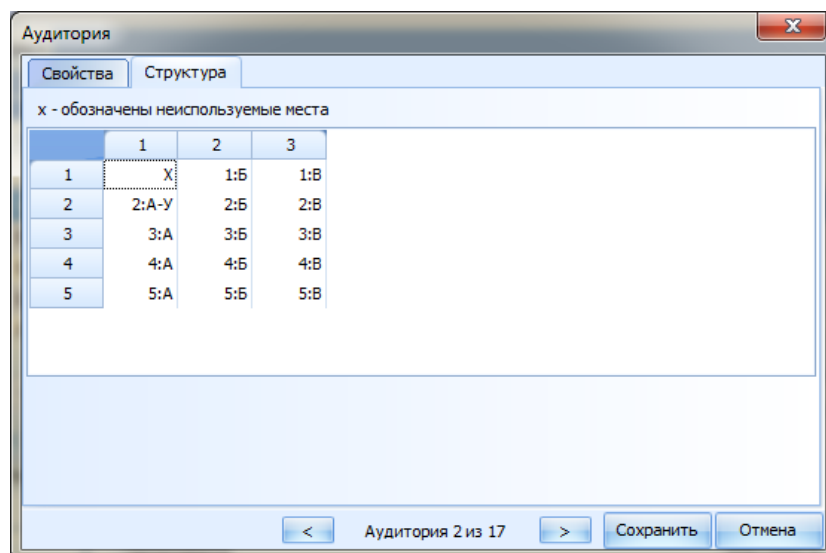 Аудитория
Свойства Структура
х - обозначены неиспользуемые места
1 2 3
1 Х 1:Б 1:В
2 2:А-У 2:Б 2:В
3 3:А 3:Б 3:В
4 4:А 4:Б 4:В
5 5:А 5:Б 5:В
< Аудитория 2 из 17 > Сохранить Отмена